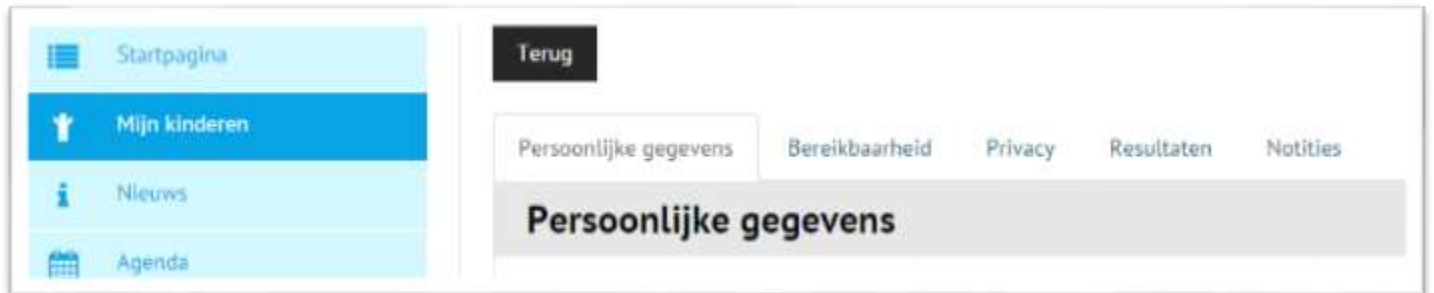 Startpagina
Mijn kinderen
Nieuws
Agenda
Terug
Persoonlijke gegevens Bereikbaarheid Privacy Resultaten Notities
Persoonlijke gegevens